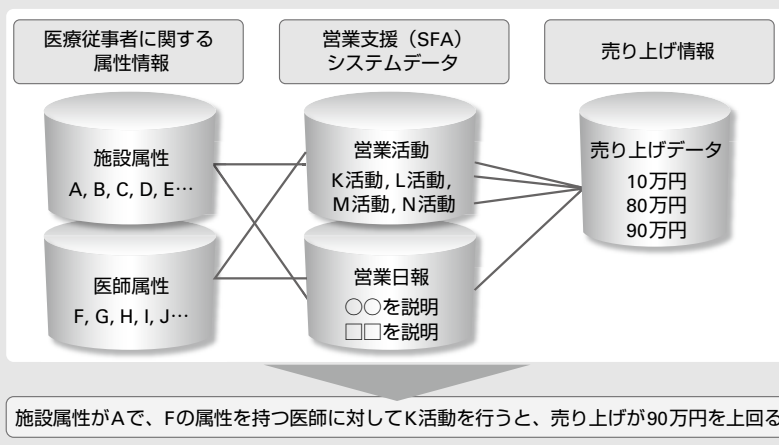 医療従事者に関する
属性情報
営業支援（SFA）
システムデータ
売り上げ情報
施設属性
A, B, C, D, E…
営業活動
K活動, L活動,
M活動, N活動
売り上げデータ
10万円
80万円
90万円
医師属性
F, G, H, I, J…
営業日報
○○を説明
□□を説明
施設属性がAで、Fの属性を持つ医師に対してK活動を行うと、売り上げが90万円を上回る